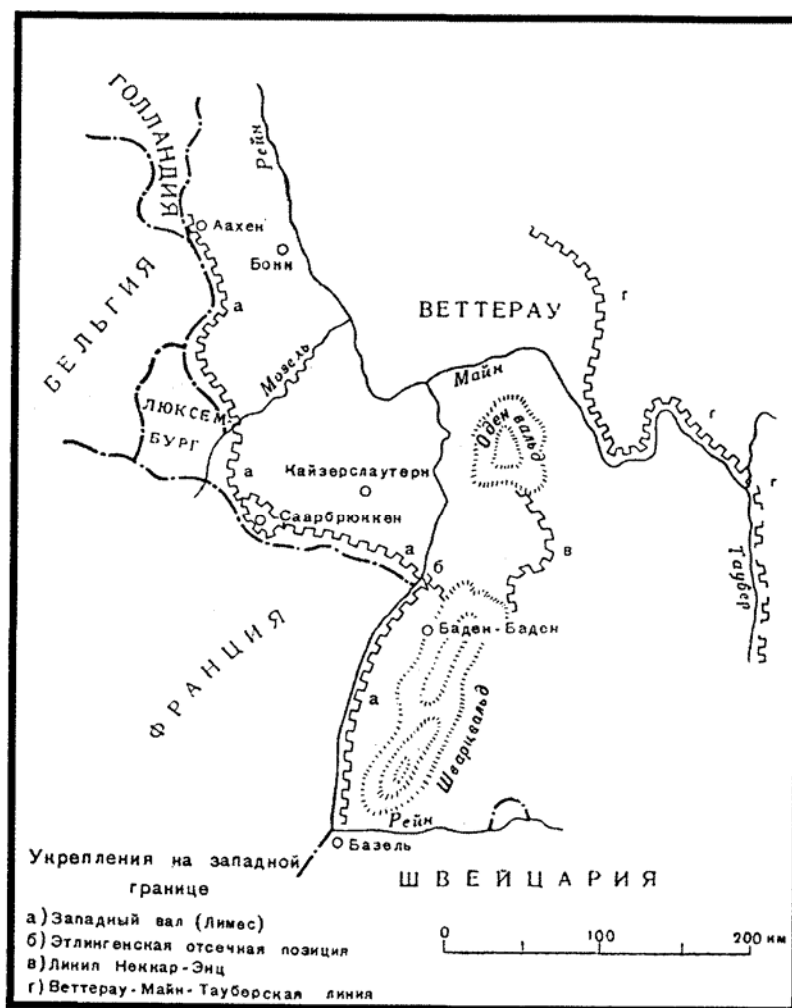 ГОЛЛАНДИЯ
Рейн
Аахен
Бонн
БЕЛЬГИЯ
а
г
ВЕТТЕРАУ
Мозель
Майн
ЛЮКСЕМ-
БУРГ
Оден вальд
г
а
Кайзерслаутерн
г
Саарбрюккен
а
б
в
Таубер
ФРАНЦИЯ
Баден-Баден
а
Шварцвальд
Рейн
Базель
ШВЕЙЦАРИЯ
Укрепления на западной
границе
а) Западный вал (Лимес)
б) Этлингенская отсечная позиция
в) Линия Неккар-Энц
г) Веттерау-Майн-Тауберская линия
0 100 200 км